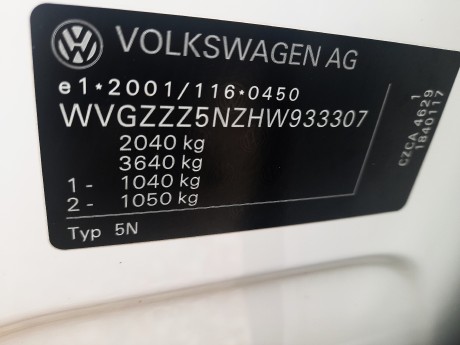 VOLKSWAGEN AG
e1*2001/116*0450
WVGZZZ5NZHW933307
2040 kg
3640 kg
1 - 1040 kg
2 - 1050 kg
Typ 5N
1
CZCA 4629
1840117